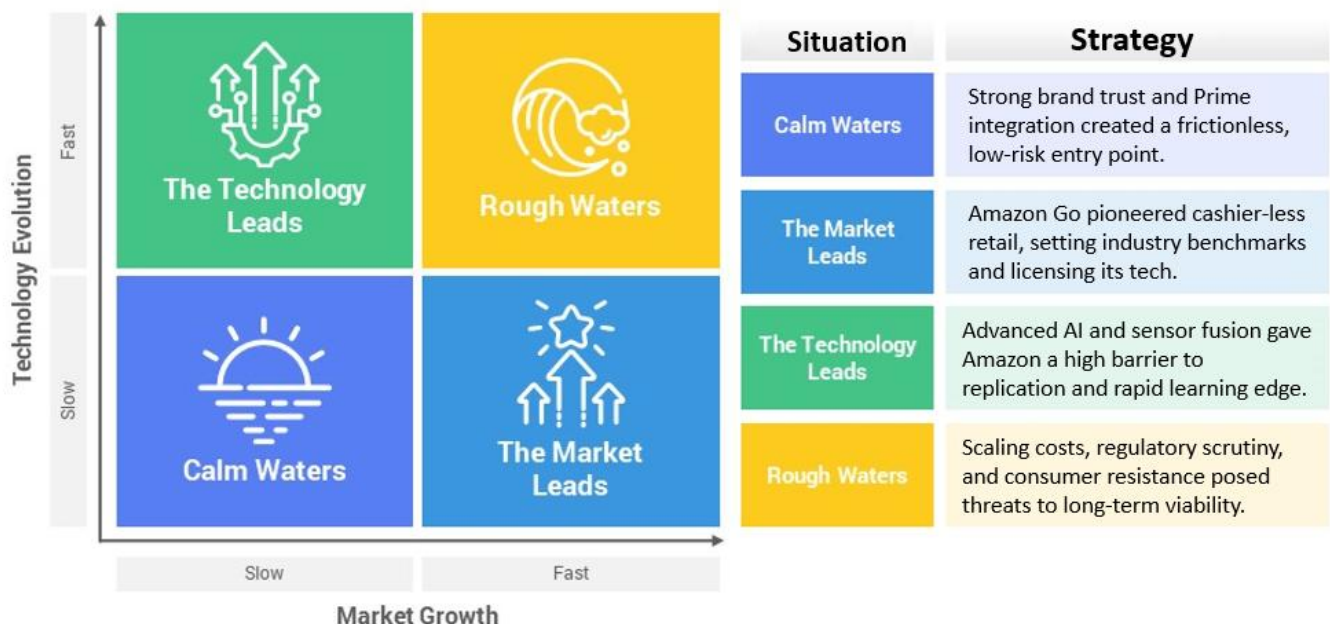 Technology Evolution
Fast
Slow
The Technology
Leads
Rough Waters
Calm Waters
The Market
Leads
Slow
Fast
Market Growth
Situation
Strategy
Calm Waters
Strong brand trust and Prime
integration created a frictionless,
low-risk entry point.
The Market
Leads
Amazon Go pioneered cashier-less
retail, setting industry benchmarks
and licensing its tech.
The Technology
Leads
Advanced AI and sensor fusion gave
Amazon a high barrier to
replication and rapid learning edge.
Rough Waters
Scaling costs, regulatory scrutiny,
and consumer resistance posed
threats to long-term viability.